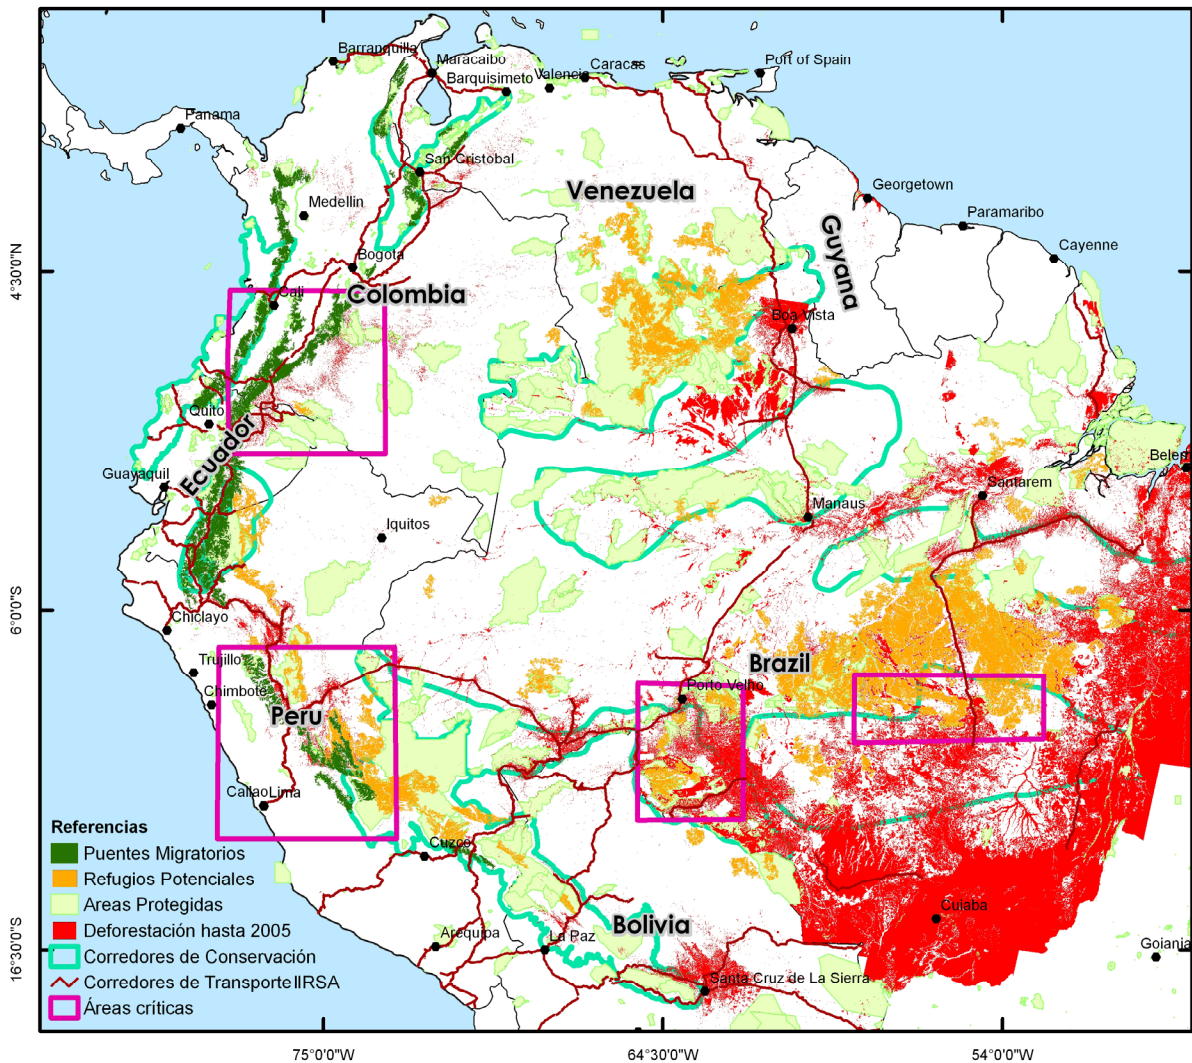 Barranquilla
Maracaibo
Barquisimeto
Valencia
Caracas
Port of Spain
Panama
San Cristobal
Medellin
Venezuela
Georgetown
Paramaribo
Guyana
Cayenne
Bogota
4°30'0"N
Colombia
Cali
Boa Vista
Quito
Ecuador
Guayaquil
Belem
Santarem
Manaus
Iquitos
6°0'0"S
Chiclayo
Trujillo
Brazil
Porto Velho
Chimbote
Peru
Callao
Lima
Cuzco
Cuiaba
Bolivia
Arequipa
La Paz
Goiania
16°30'0"S
Santa Cruz de La Sierra
Referencias
Puentes Migratorios
Refugios Potenciales
Areas Protegidas
Deforestación hasta 2005
Corredores de Conservación
Corredores de Transporte IIRSA
Áreas críticas
75°0'0"W
64°30'0"W
54°0'0"W